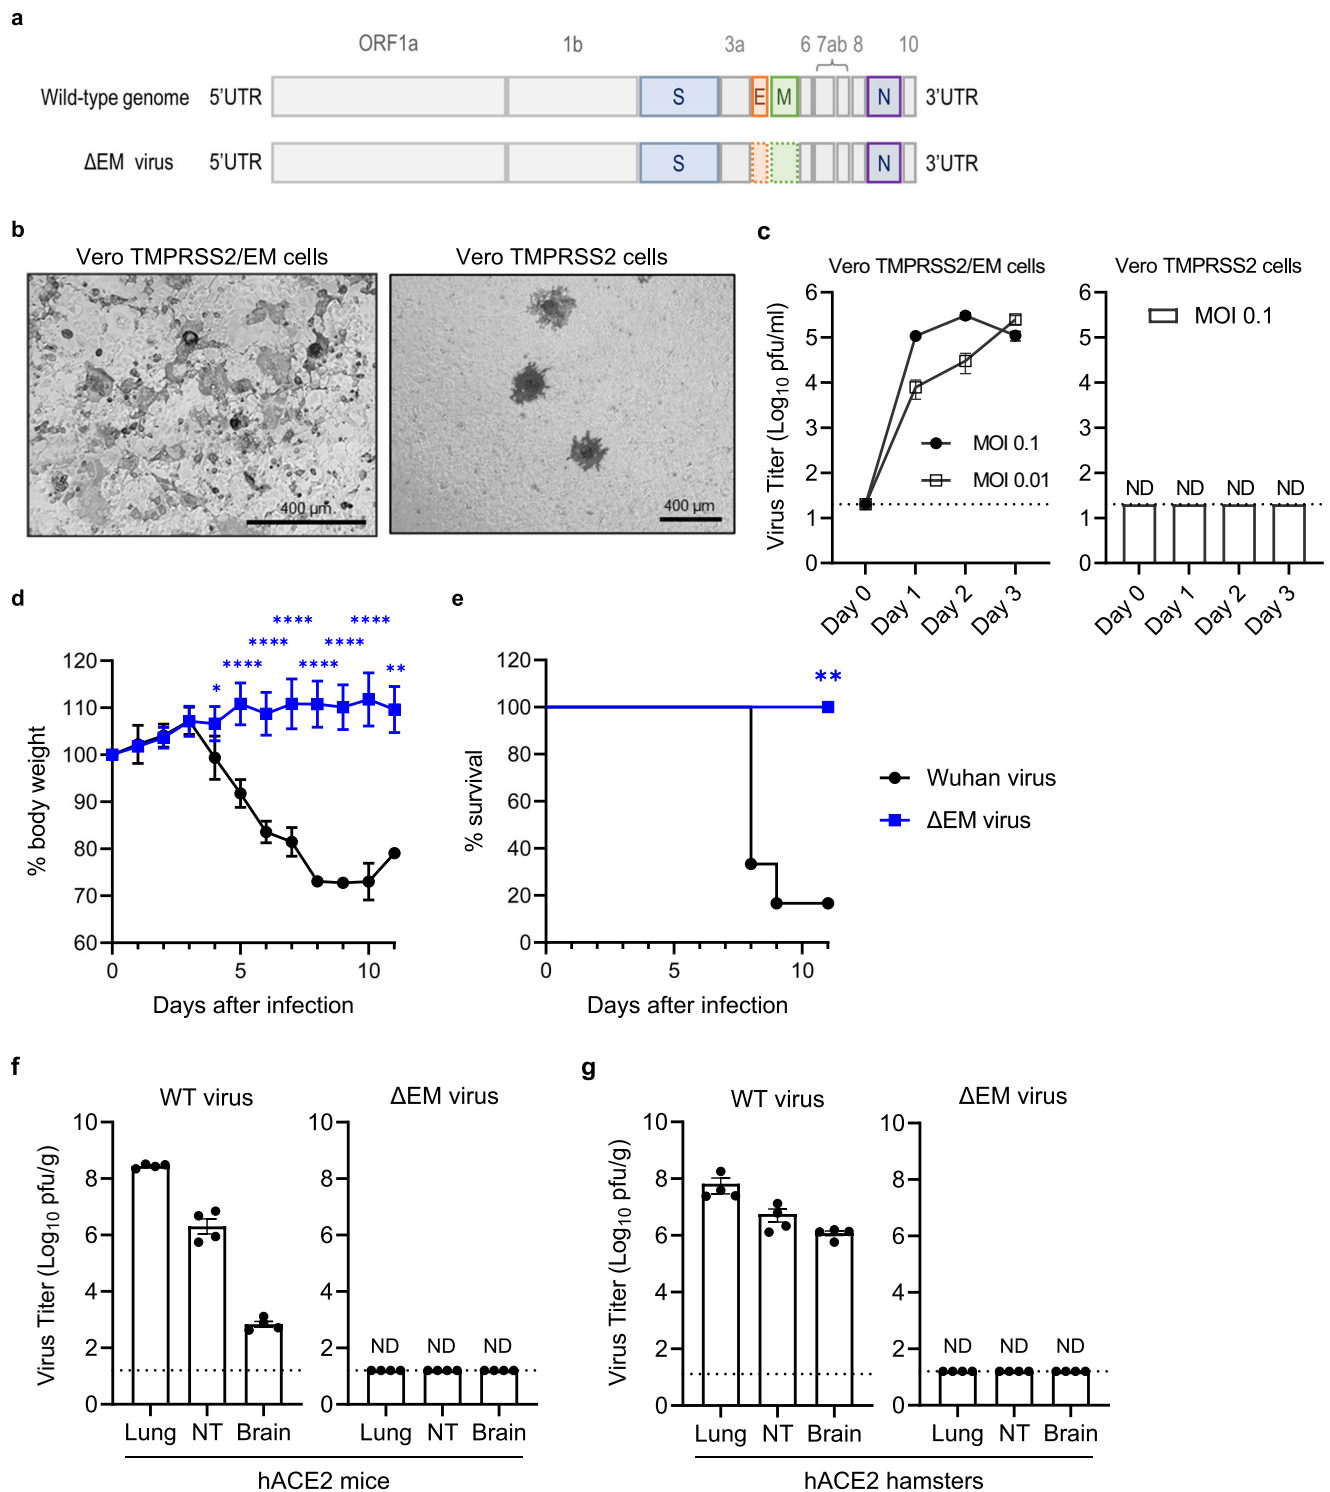 a
ORF1a 1b 3a 6 7ab 8 10
Wild-type genome 5'UTR S E M N 3'UTR
ΔEM virus 5'UTR S N 3'UTR
b
Vero TMPRSS2/EM cells
400 µm
Vero TMPRSS2 cells
400 µm
c
Vero TMPRSS2/EM cells
Virus Titer (Log10 pfu/ml)
6
5
4
3
2
1
0
MOI 0.1
MOI 0.01
Day 0 Day 1 Day 2 Day 3
Vero TMPRSS2 cells
6
5
4
3
2
1
0
MOI 0.1
ND ND ND ND
Day 0 Day 1 Day 2 Day 3
d
% body weight
120
110
100
90
80
70
60
* **** **** **** **** **** **** **
0 5 10
Days after infection
e
% survival
120
100
80
60
40
20
0
**
0 5 10
Days after infection
Wuhan virus
ΔEM virus
f
WT virus
Virus Titer (Log10 pfu/g)
10
8
6
4
2
0
Lung NT Brain
ΔEM virus
10
8
6
4
2
0
ND ND ND
Lung NT Brain
hACE2 mice
g
WT virus
Virus Titer (Log10 pfu/g)
10
8
6
4
2
0
Lung NT Brain
ΔEM virus
10
8
6
4
2
0
ND ND ND
Lung NT Brain
hACE2 hamsters